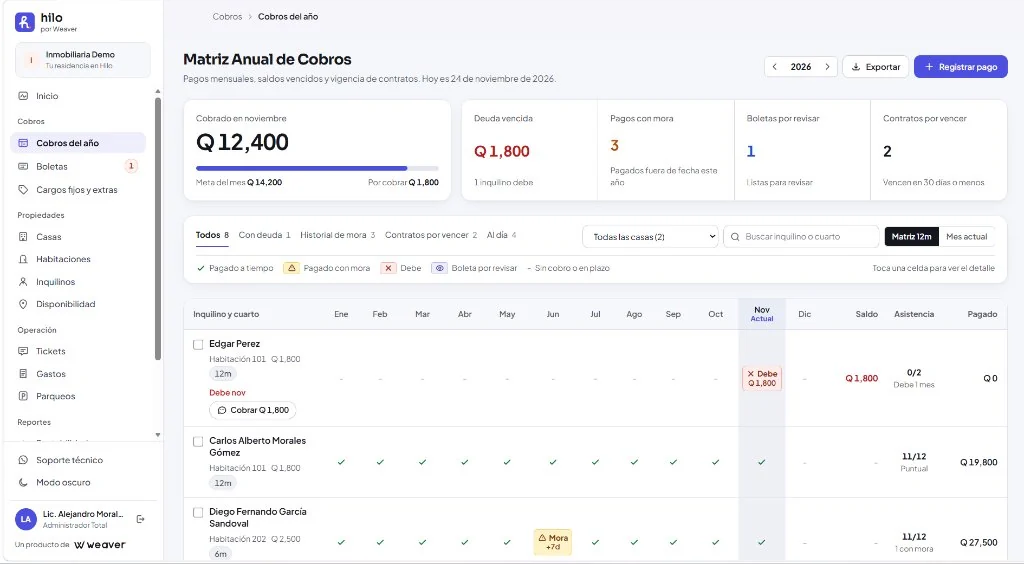 hilo
por Weaver
I
Inmobiliaria Demo
Tu residencia en Hilo
Inicio
Cobros
Cobros del año
Boletas 1
Cargos fijos y extras
Propiedades
Casas
Habitaciones
Inquilinos
Disponibilidad
Operación
Tickets
Gastos
Parqueos
Reportes
Soporte técnico
Modo oscuro
LA
Lic. Alejandro Moral...
Administrador Total
Un producto de weaver
Cobros > Cobros del año
Matriz Anual de Cobros
Pagos mensuales, saldos vencidos y vigencia de contratos. Hoy es 24 de noviembre de 2026.
< 2026 >
Exportar
+ Registrar pago
Cobrado en noviembre
Q 12,400
Meta del mes Q 14,200 Por cobrar Q 1,800
Deuda vencida
Q 1,800
1 inquilino debe
Pagos con mora
3
Pagados fuera de fecha este
año
Boletas por revisar
1
Listas para revisar
Contratos por vencer
2
Vencen en 30 días o menos
Todos 8 Con deuda 1 Historial de mora 3 Contratos por vencer 2 Al día 4
Todas las casas (2)
Buscar inquilino o cuarto
Matriz 12m Mes actual
✓ Pagado a tiempo Pagado con mora ✕ Debe Boleta por revisar - Sin cobro o en plazo Toca una celda para ver el detalle
Inquilino y cuarto Ene Feb Mar Abr May Jun Jul Ago Sep Oct Nov Dic Saldo Asistencia Pagado
Actual
Edgar Perez
Habitación 101 Q 1,800
12m
Debe nov
Cobrar Q 1,800
- - - - - - - - - - ✕ Debe - Q 1,800 0/2 Q 0
Q 1,800 Debe 1 mes
Carlos Alberto Morales
Gómez
Habitación 101 Q 1,800
12m
✓ ✓ ✓ ✓ ✓ ✓ ✓ ✓ ✓ ✓ ✓ - - 11/12 Q 19,800
Puntual
Diego Fernando García
Sandoval
Habitación 202 Q 2,500
6m
✓ ✓ ✓ ✓ ✓ Mora ✓ ✓ ✓ ✓ ✓ - - 11/12 Q 27,500
+7d 1 con mora